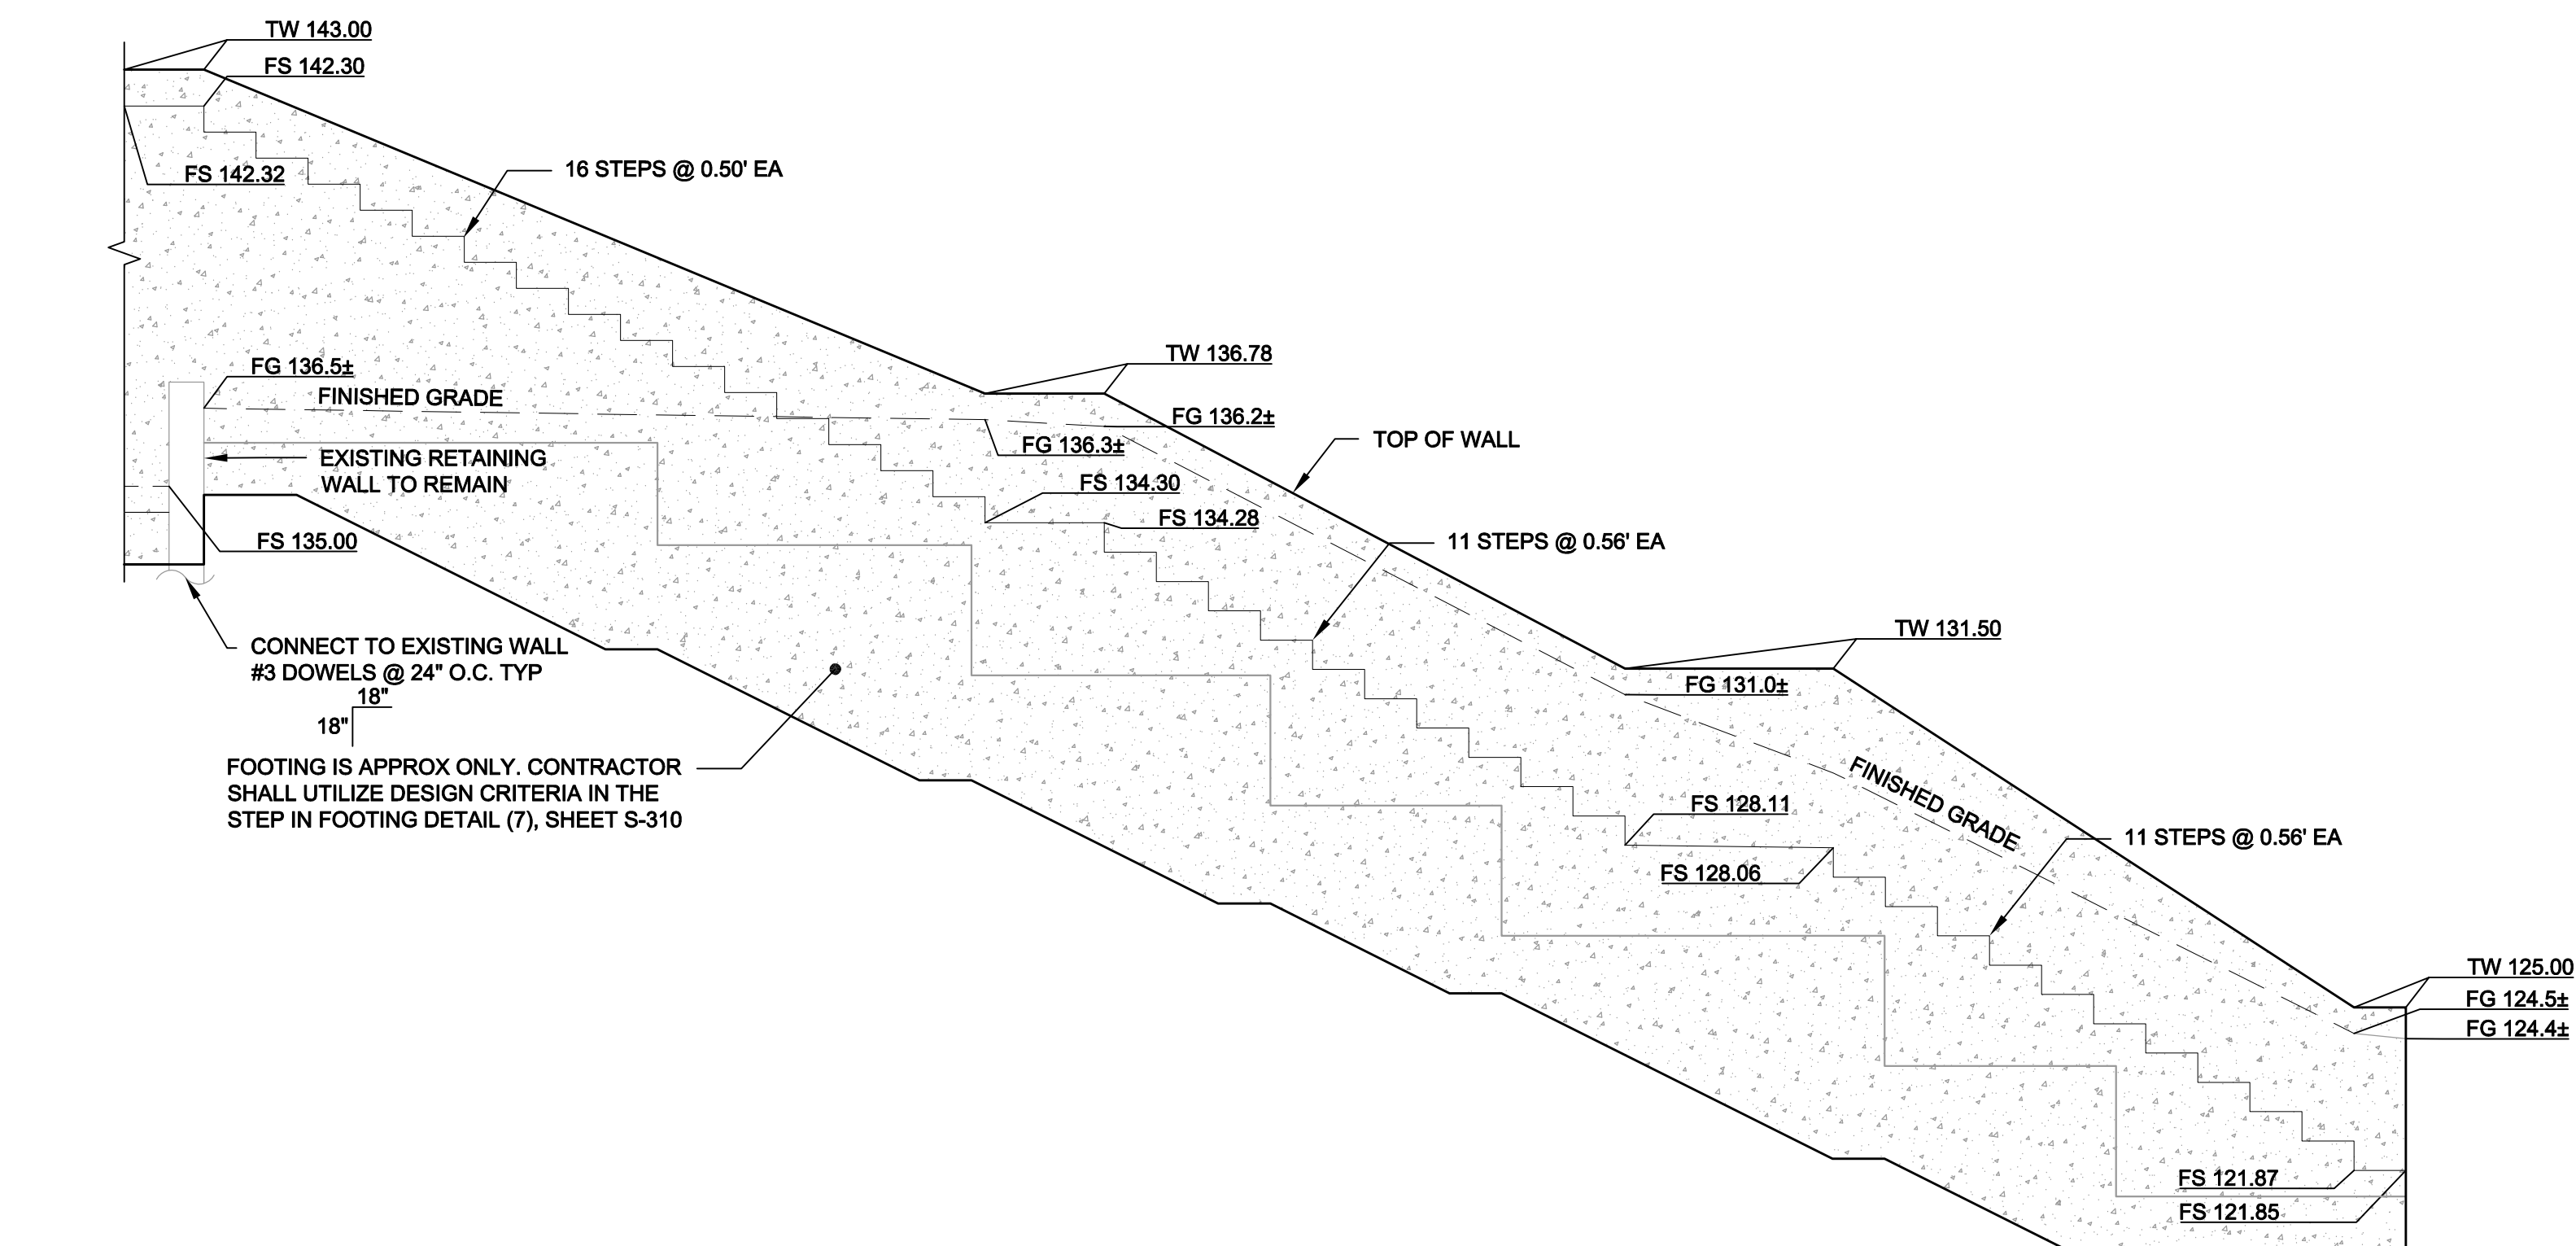 TW 143.00
FS 142.30
FS 142.32
16 STEPS @ 0.50' EA
FG 136.5±
FINISHED GRADE
EXISTING RETAINING
WALL TO REMAIN
FS 135.00
TW 136.78
FG 136.2±
FG 136.3±
TOP OF WALL
FS 134.30
FS 134.28
11 STEPS @ 0.56' EA
CONNECT TO EXISTING WALL
#3 DOWELS @ 24" O.C. TYP
18"
18"
FOOTING IS APPROX ONLY. CONTRACTOR
SHALL UTILIZE DESIGN CRITERIA IN THE
STEP IN FOOTING DETAIL (7), SHEET S-310
TW 131.50
FG 131.0±
FINISHED GRADE
FS 128.11
FS 128.06
11 STEPS @ 0.56' EA
TW 125.00
FG 124.5±
FG 124.4±
FS 121.87
FS 121.85